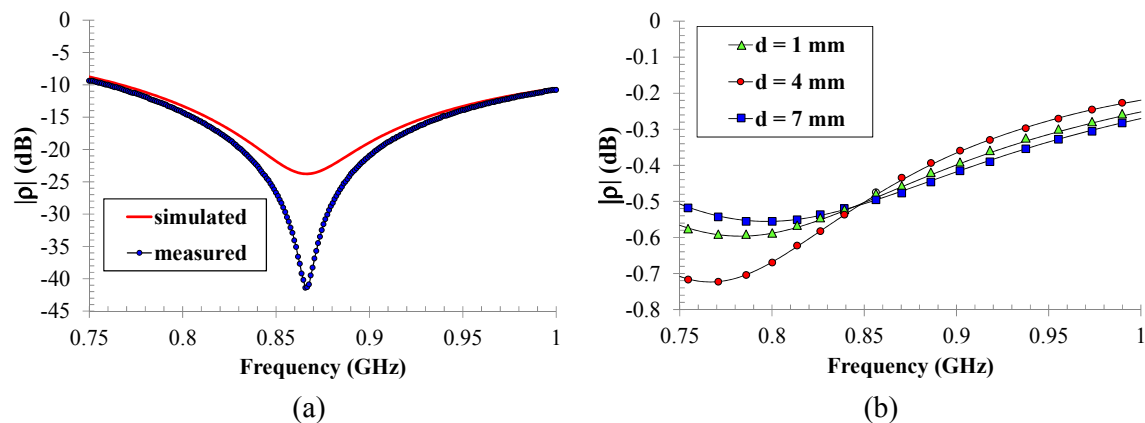 0
-5
-10
-15
-20
-25
-30
-35
-40
-45
|ρ| (dB)
simulated
measured
0.75 0.8 0.85 0.9 0.95 1
Frequency (GHz)
(a)
0
-0.1
-0.2
-0.3
-0.4
-0.5
-0.6
-0.7
-0.8
|ρ| (dB)
d = 1 mm
d = 4 mm
d = 7 mm
0.75 0.8 0.85 0.9 0.95 1
Frequency (GHz)
(b)